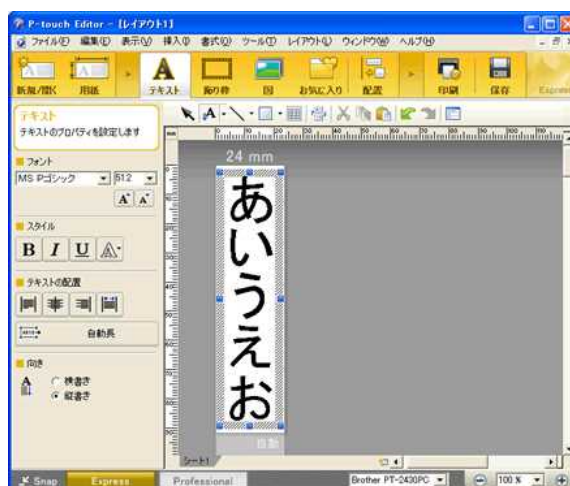 P-touch Editor - [レイアウト1]
ファイル(F) 編集(E) 表示(V) 挿入(I) 書式(O) ツール(T) レイアウト(L) ウィンドウ(W) ヘルプ(H)
新規/開く 用紙 テキスト 飾り枠 図 お気に入り 配置 印刷 保存 Express
テキスト
テキストのプロパティを設定します
フォント
MS Pゴシック 512
A A
スタイル
B I U A
テキストの配置
自動長
向き
横書き
縦書き
24 mm
あいうえお
自動
シート1
Snap Express Professional Brother PT-2430PC 100 %